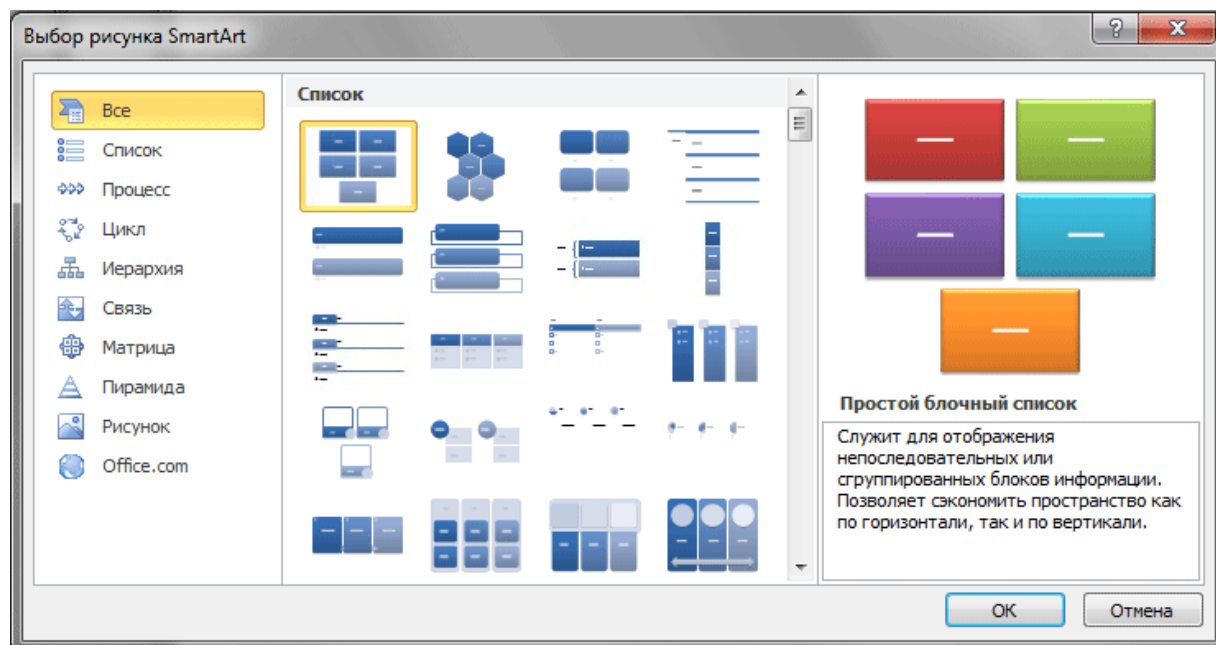 Выбор рисунка SmartArt
Все
Список
Процесс
Цикл
Иерархия
Связь
Матрица
Пирамида
Рисунок
Office.com
Список
Простой блочный список
Служит для отображения
непоследовательных или
сгруппированных блоков информации.
Позволяет сэкономить пространство как
по горизонтали, так и по вертикали.
ОК
Отмена